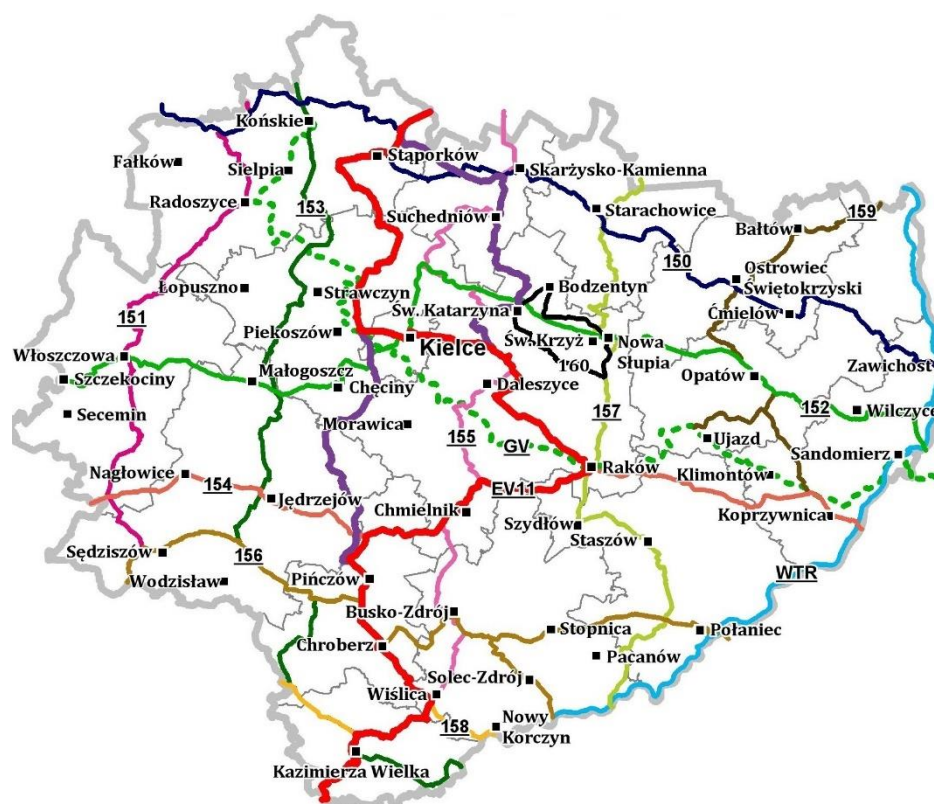 Końskie
Stąporków
Fałków
Sielpia
Skarżysko-Kamienna
Radoszyce
153
Suchedniów
Starachowice
159
Bałtów
150
Łopuszno
Strawczyn
Bodzentyn
Ostrowiec
Świętokrzyski
151
Św. Katarzyna
Ćmielów
Piekoszów
Kielce
Św. Krzyż
Nowa
Słupia
Włoszczowa
160
Zawichost
Szczekociny
Małogoszcz
Chęciny
Daleszyce
Opatów
Secemin
Morawica
157
152
Wilczyce
155
GV
Ujazd
Sandomierz
Nagłowice
Raków
Klimontów
154
Jędrzejów
EV11
Chmielnik
Koprzywnica
Szydłów
Staszów
Sędziszów
156
Wodzisław
Pińczów
WTR
Busko-Zdrój
Stopnica
Połaniec
Chroberz
Pacanów
Solec-Zdrój
Wiślica
158
Nowy
Korczyn
Kazimierza Wielka